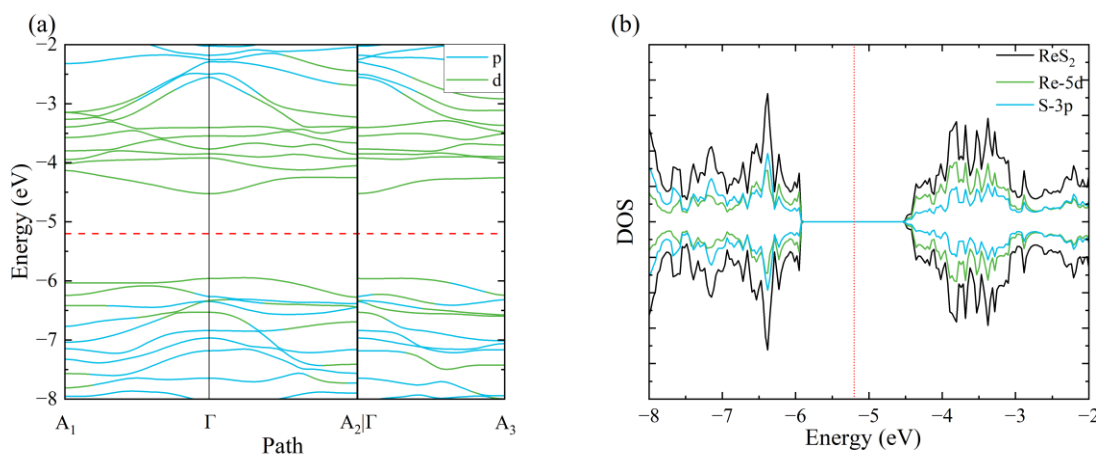 (a)
−2
−3
−4
−5
−6
−7
−8
Energy (eV)
p
d
A1
Γ
A2|Γ
A3
Path
(b)
ReS2
Re-5d
S-3p
DOS
−8
−7
−6
−5
−4
−3
−2
Energy (eV)